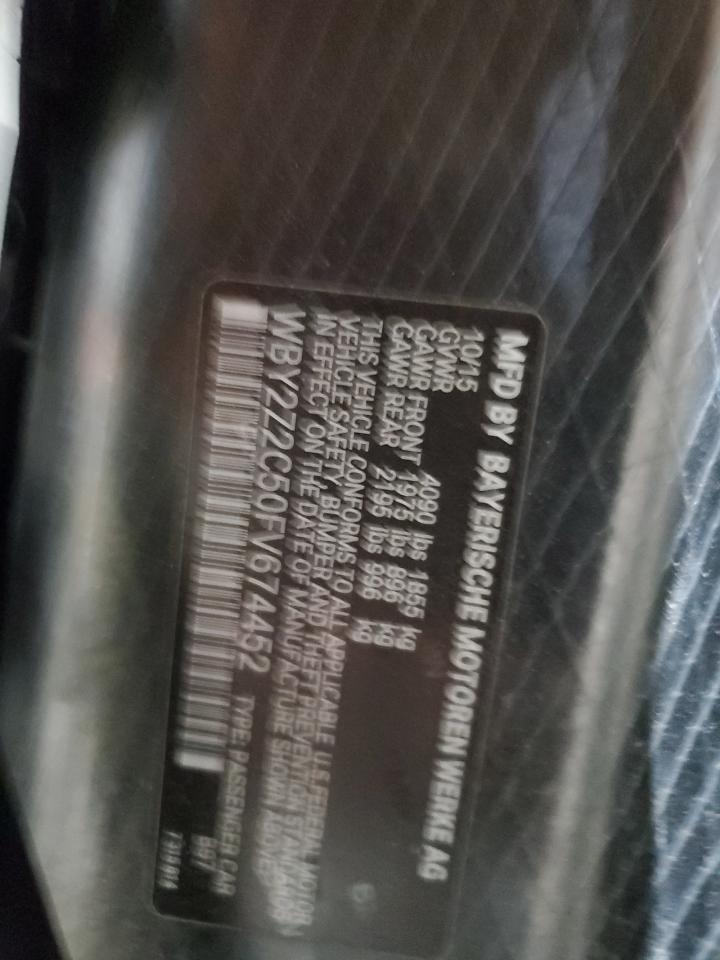 MFD BY BAYERISCHE MOTOREN WERKE AG
10/15
GVWR 4090 lbs 1855 kg
GAWR FRONT 1975 lbs 896 kg
GAWR REAR 2195 lbs 996 kg
THIS VEHICLE CONFORMS TO ALL APPLICABLE U.S. FEDERAL MOTOR
VEHICLE SAFETY, BUMPER AND THEFT PREVENTION STANDARDS
IN EFFECT ON THE DATE OF MANUFACTURE SHOWN ABOVE.
WBY2Z2C50FV674452 TYPE: PASSENGER CAR
B97